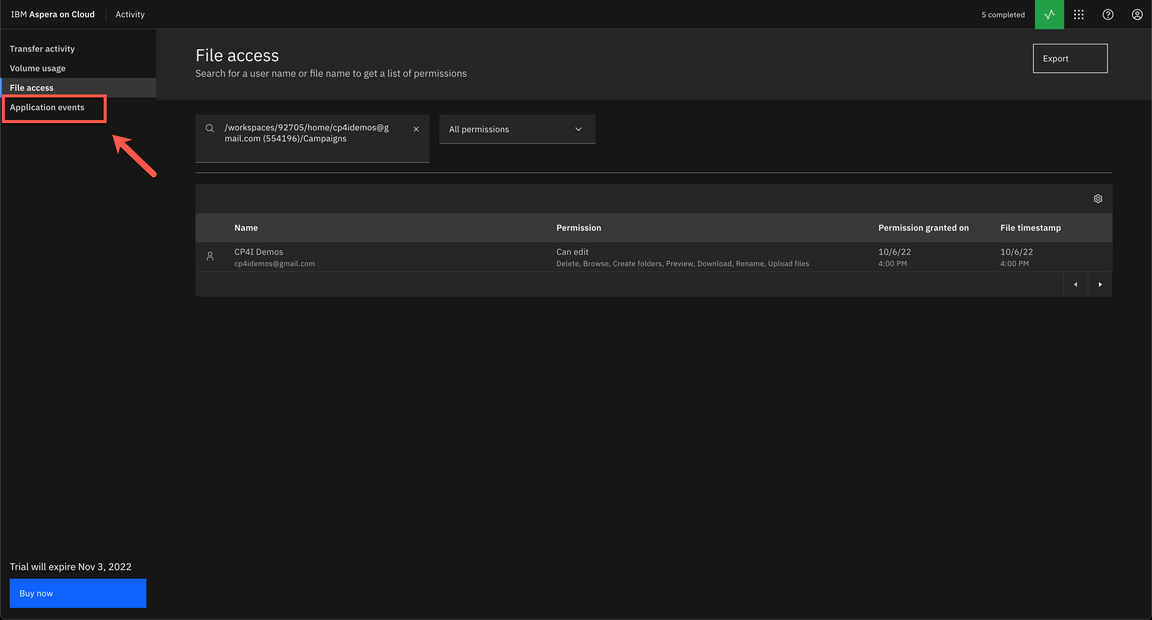 IBM Aspera on Cloud
Activity
5 completed
Transfer activity
Volume usage
File access
Application events
File access
Search for a user name or file name to get a list of permissions
Export
/workspaces/92705/home/cp4idemos@g
mail.com (554196)/Campaigns
All permissions
Name Permission Permission granted on File timestamp
CP4I Demos Can edit 10/6/22 10/6/22
cp4idemos@gmail.com Delete, Browse, Create folders, Preview, Download, Rename, Upload files 4:00 PM 4:00 PM
Trial will expire Nov 3, 2022
Buy now